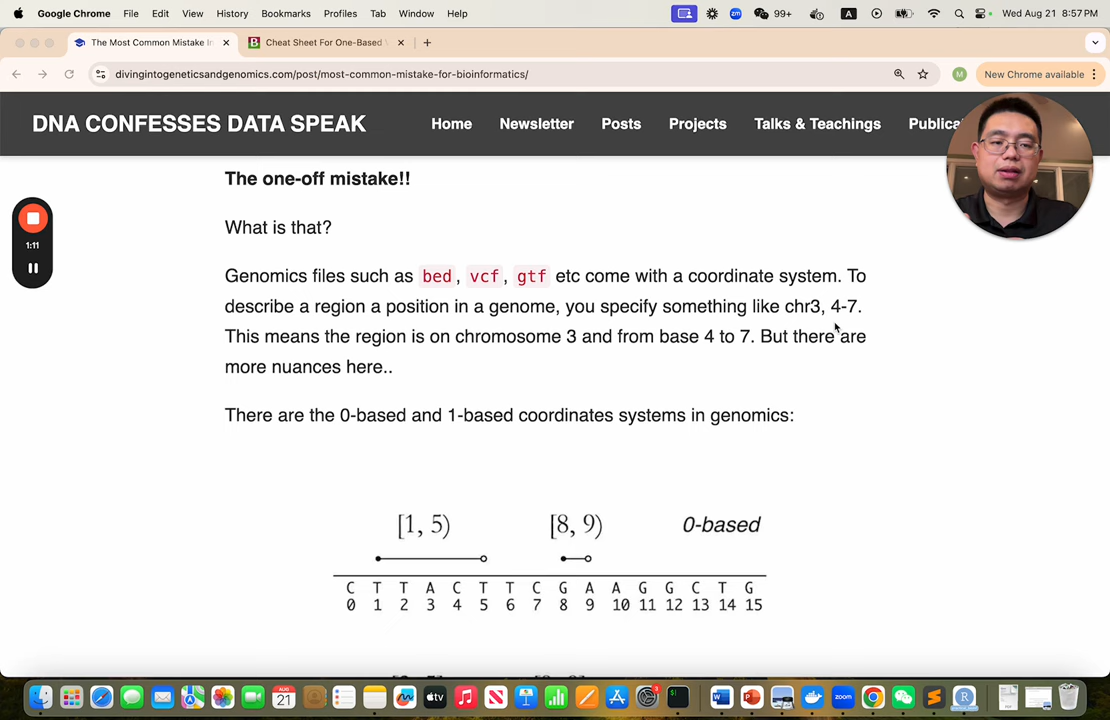 Google Chrome File Edit View History Bookmarks Profiles Tab Window Help 99+ A Wed Aug 21 8:57 PM
The Most Common Mistake In Cheat Sheet For One-Based
divingintogeneticsandgenomics.com/post/most-common-mistake-for-bioinformatics/ M New Chrome available
DNA CONFESSES DATA SPEAK Home Newsletter Posts Projects Talks & Teachings
The one-off mistake!!
1:11
What is that?
Genomics files such as bed, vcf, gtf etc come with a coordinate system. To
describe a region a position in a genome, you specify something like chr3, 4-7.
This means the region is on chromosome 3 and from base 4 to 7. But there are
more nuances here..
There are the 0-based and 1-based coordinates systems in genomics:
[1, 5) [8, 9) 0-based
C T T A C T T C G A A G G C T G
0 1 2 3 4 5 6 7 8 9 10 11 12 13 14 15
AUG
21
tv
zoom